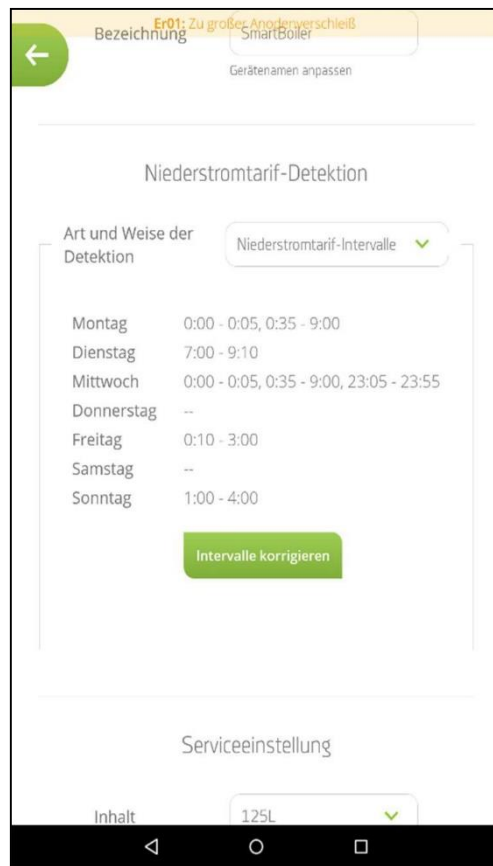 Er01: Zu großer Anodenverschleiß
Bezeichnung SmartBoiler
Gerätenamen anpassen
Niederstromtarif-Detektion
Art und Weise der
Detektion
Niederstromtarif-Intervalle
Montag 0:00 - 0:05, 0:35 - 9:00
Dienstag 7:00 - 9:10
Mittwoch 0:00 - 0:05, 0:35 - 9:00, 23:05 - 23:55
Donnerstag --
Freitag 0:10 - 3:00
Samstag --
Sonntag 1:00 - 4:00
Intervalle korrigieren
Serviceeinstellung
Inhalt 125L